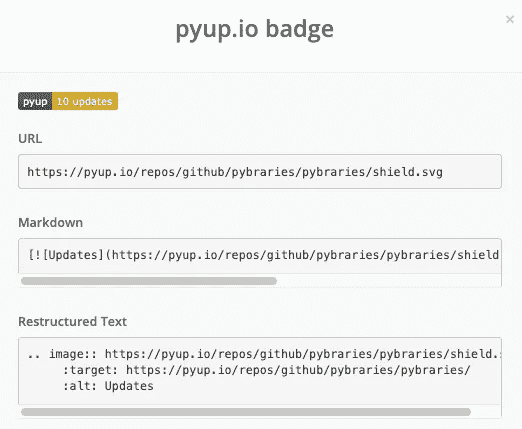 pyup.io badge
×
pyup 10 updates
URL
https://pyup.io/repos/github/pybraries/pybraries/shield.svg
Markdown
[![Updates](https://pyup.io/repos/github/pybraries/pybraries/shield
Restructured Text
.. image:: https://pyup.io/repos/github/pybraries/pybraries/shield.s
:target: https://pyup.io/repos/github/pybraries/pybraries/
:alt: Updates